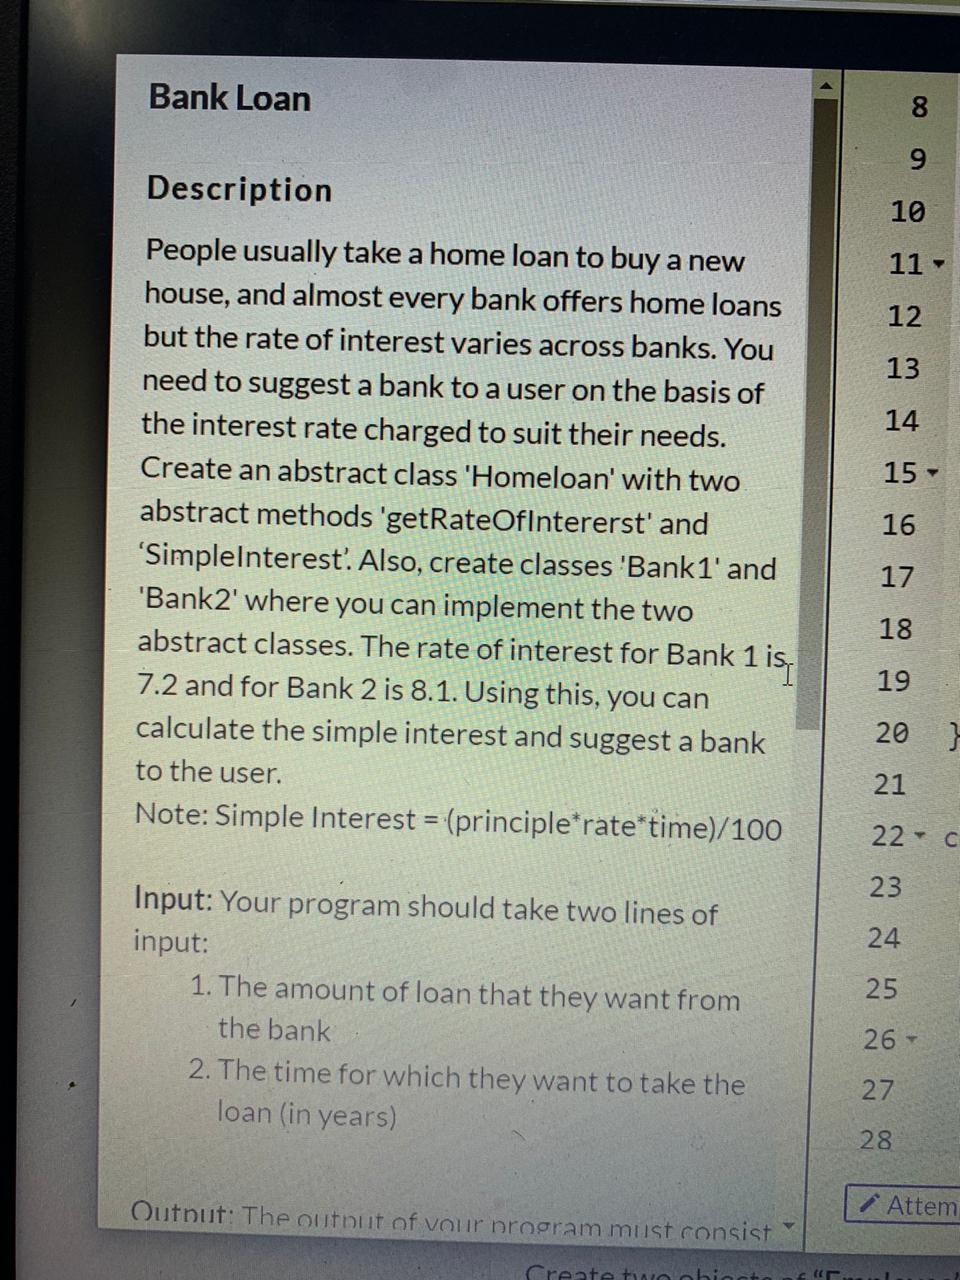 Bank Loan
Description
People usually take a home loan to buy a new
house, and almost every bank offers home loans
but the rate of interest varies across banks. You
need to suggest a bank to a user on the basis of
the interest rate charged to suit their needs.
Create an abstract class 'Homeloan' with two
abstract methods 'getRateOfIntererst' and
‘SimpleInterest’. Also, create classes 'Bank1' and
'Bank2' where you can implement the two
abstract classes. The rate of interest for Bank 1 is
7.2 and for Bank 2 is 8.1. Using this, you can
calculate the simple interest and suggest a bank
to the user.
Note: Simple Interest = (principle*rate*time)/100
Input: Your program should take two lines of
input:
1. The amount of loan that they want from
the bank
2. The time for which they want to take the
loan (in years)
Output: The output of your program must consist
8
9
10
11
12
13
14
15
16
17
18
19
20 }
21
22 c
23
24
25
26
27
28
Attem
Create two objects of